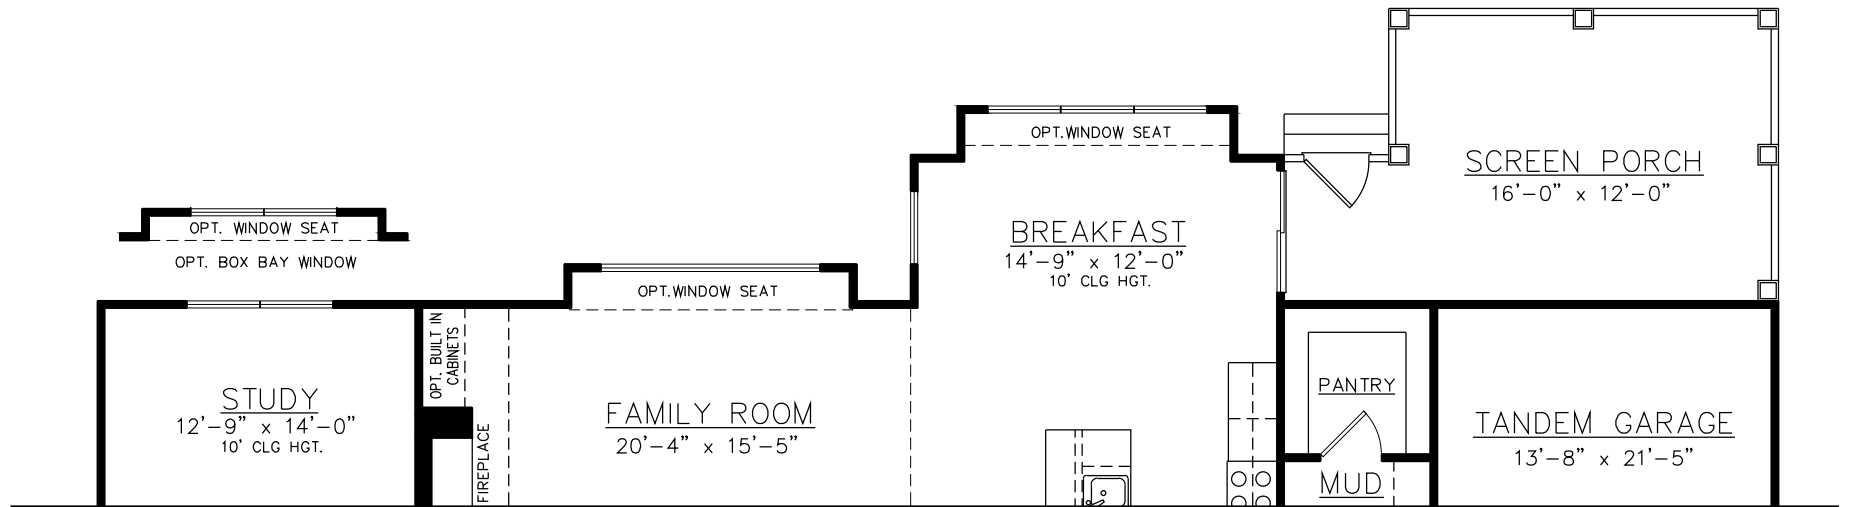 OPT. WINDOW SEAT
OPT. BOX BAY WINDOW
STUDY
12'-9" x 14'-0"
10' CLG HGT.
OPT. BUILT IN
CABINETS
FIREPLACE
OPT.WINDOW SEAT
FAMILY ROOM
20'-4" x 15'-5"
OPT.WINDOW SEAT
BREAKFAST
14'-9" x 12'-0"
10' CLG HGT.
SCREEN PORCH
16'-0" x 12'-0"
PANTRY
MUD
TANDEM GARAGE
13'-8" x 21'-5"